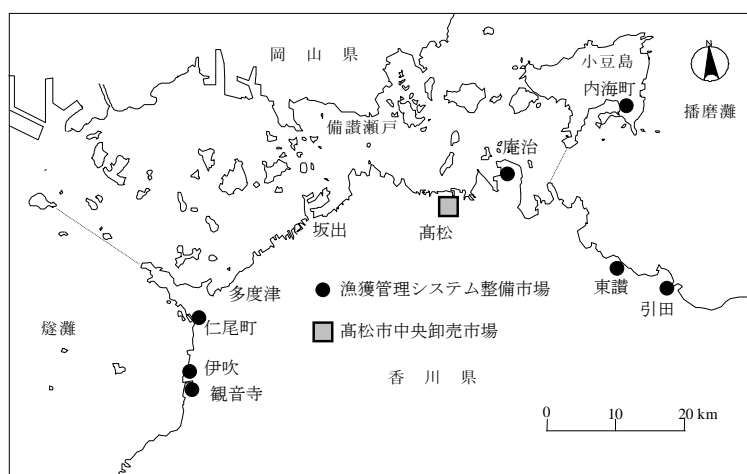 岡 山 県
小豆島
内海町
播磨灘
備讃瀬戸
庵治
坂出
髙松
多度津
漁獲管理システム整備市場
東讃
引田
燧灘
仁尾町
髙松市中央卸売市場
伊吹
観音寺
香 川 県
N
0 10 20 km